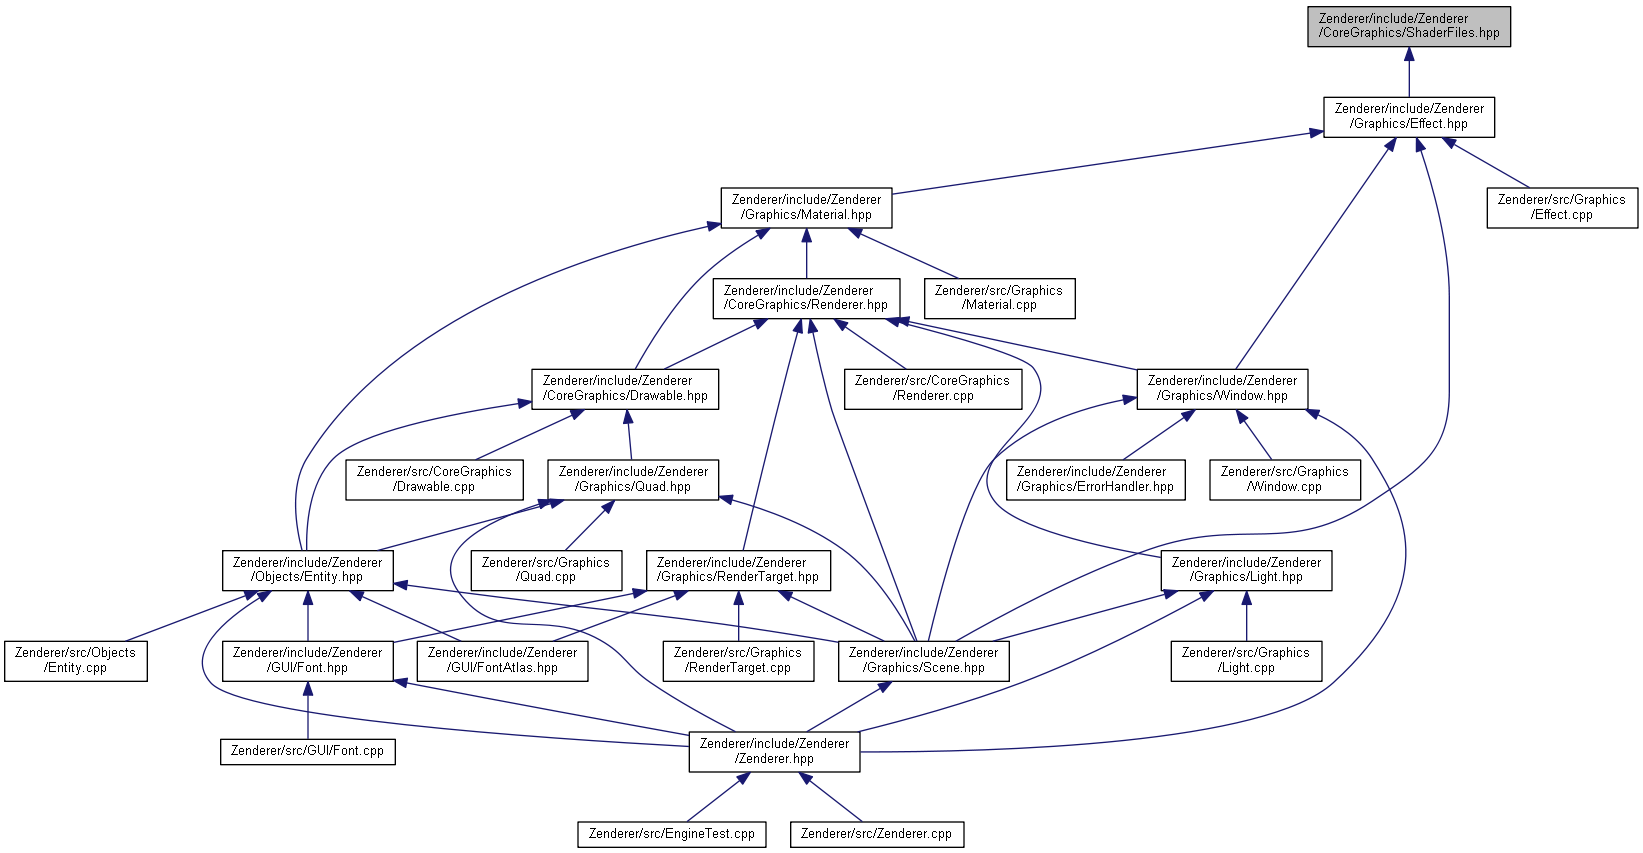 Zenderer/include/Zenderer
/CoreGraphics/ShaderFiles.hpp
Zenderer/include/Zenderer
/Graphics/Effect.hpp
Zenderer/include/Zenderer
/Graphics/Material.hpp
Zenderer/src/Graphics
/Effect.cpp
Zenderer/include/Zenderer
/CoreGraphics/Renderer.hpp
Zenderer/src/Graphics
/Material.cpp
Zenderer/include/Zenderer
/CoreGraphics/Drawable.hpp
Zenderer/src/CoreGraphics
/Renderer.cpp
Zenderer/include/Zenderer
/Graphics/Window.hpp
Zenderer/src/CoreGraphics
/Drawable.cpp
Zenderer/include/Zenderer
/Graphics/Quad.hpp
Zenderer/include/Zenderer
/Graphics/ErrorHandler.hpp
Zenderer/src/Graphics
/Window.cpp
Zenderer/include/Zenderer
/Objects/Entity.hpp
Zenderer/src/Graphics
/Quad.cpp
Zenderer/include/Zenderer
/Graphics/RenderTarget.hpp
Zenderer/include/Zenderer
/Graphics/Light.hpp
Zenderer/src/Objects
/Entity.cpp
Zenderer/include/Zenderer
/GUI/Font.hpp
Zenderer/include/Zenderer
/GUI/FontAtlas.hpp
Zenderer/src/Graphics
/RenderTarget.cpp
Zenderer/include/Zenderer
/Graphics/Scene.hpp
Zenderer/src/Graphics
/Light.cpp
Zenderer/src/GUI/Font.cpp
Zenderer/include/Zenderer
/Zenderer.hpp
Zenderer/src/EngineTest.cpp
Zenderer/src/Zenderer.cpp